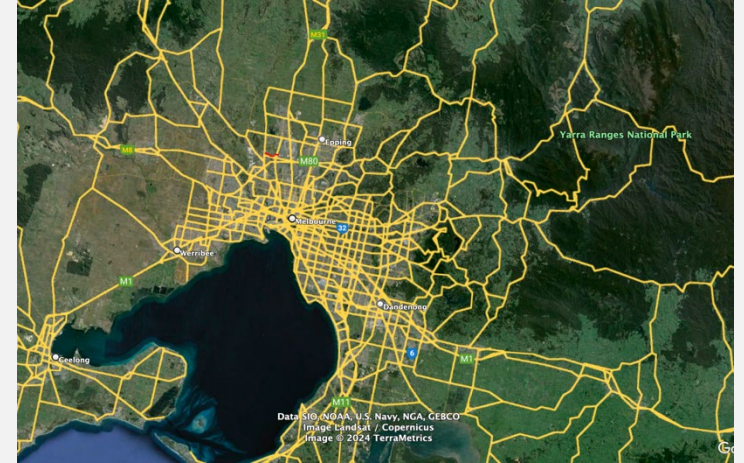 M31
Yarra Ranges National Park
Epping
M8
M80
Melbourne
32
Werribee
M1
Dandenong
Geelong
6
M1
M11
Data SIO, NOAA, U.S. Navy, NGA, GEBCO
Image Landsat / Copernicus
Image © 2024 TerraMetrics
Go